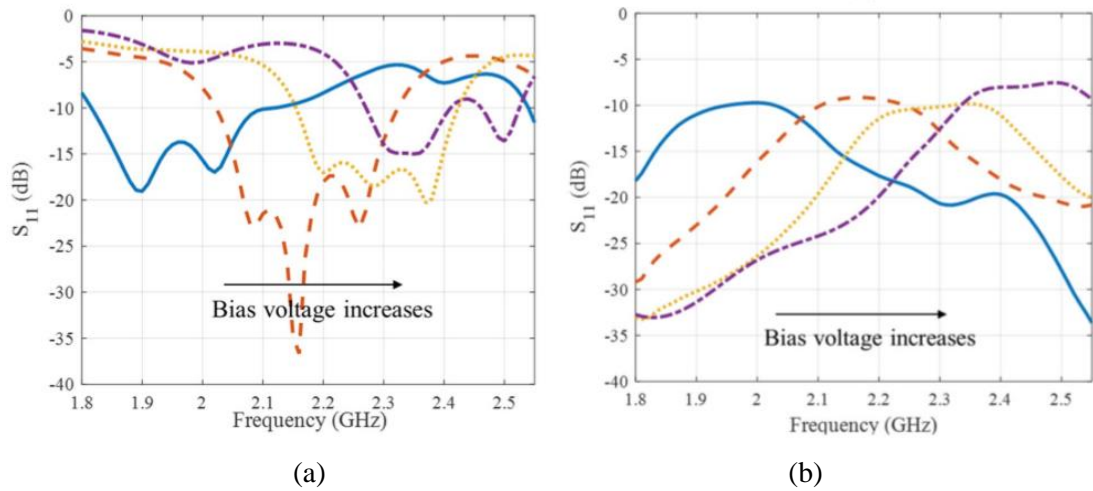 0
-5
-10
-15
-20
-25
-30
-35
-40
S11 (dB)
Bias voltage increases
1.8 1.9 2 2.1 2.2 2.3 2.4 2.5
Frequency (GHz)
(a)
0
-5
-10
-15
-20
-25
-30
-35
-40
S11 (dB)
Bias voltage increases
1.8 1.9 2 2.1 2.2 2.3 2.4 2.5
Frequency (GHz)
(b)